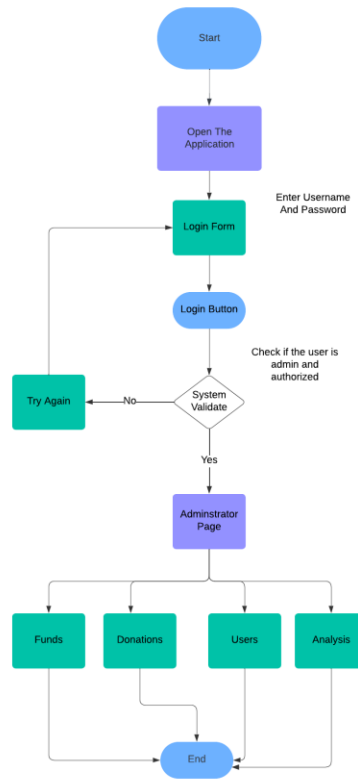 Start
Open The
Application
Enter Username
And Password
Login Form
Login Button
Check if the user is
admin and
authorized
System
Validate
No
Try Again
Yes
Adminstrator
Page
Funds
Donations
Users
Analysis
End